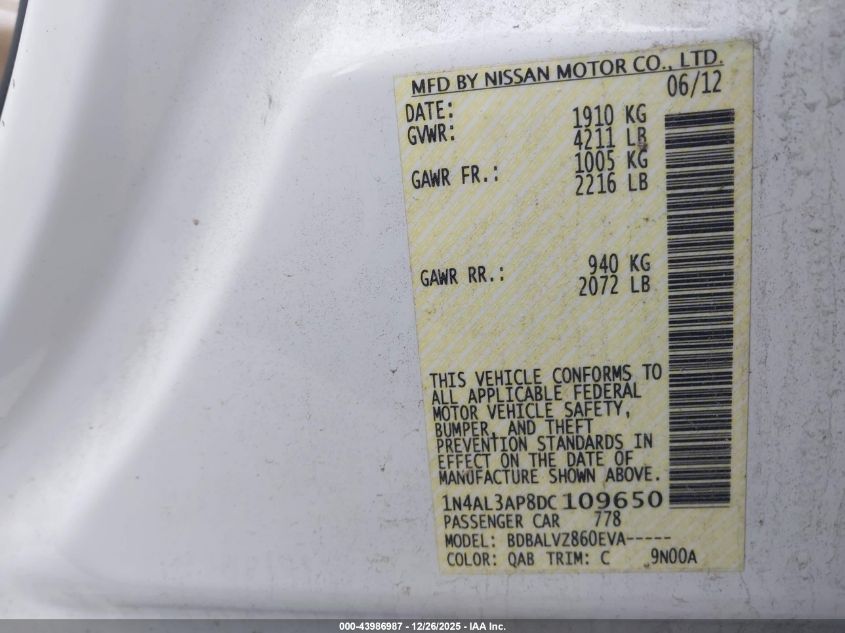 MFD BY NISSAN MOTOR CO., LTD.
DATE: 06/12
GVWR: 1910 KG
4211 LB
GAWR FR.: 1005 KG
2216 LB
GAWR RR.: 940 KG
2072 LB
THIS VEHICLE CONFORMS TO
ALL APPLICABLE FEDERAL
MOTOR VEHICLE SAFETY,
BUMPER, AND THEFT
PREVENTION STANDARDS IN
EFFECT ON THE DATE OF
MANUFACTURE SHOWN ABOVE.
1N4AL3AP8DC109650
PASSENGER CAR 778
MODEL: BDBALVZ860EVA-----
COLOR: QAB TRIM: C 9N00A
000-43986987 - 12/26/2025 - IAA Inc.